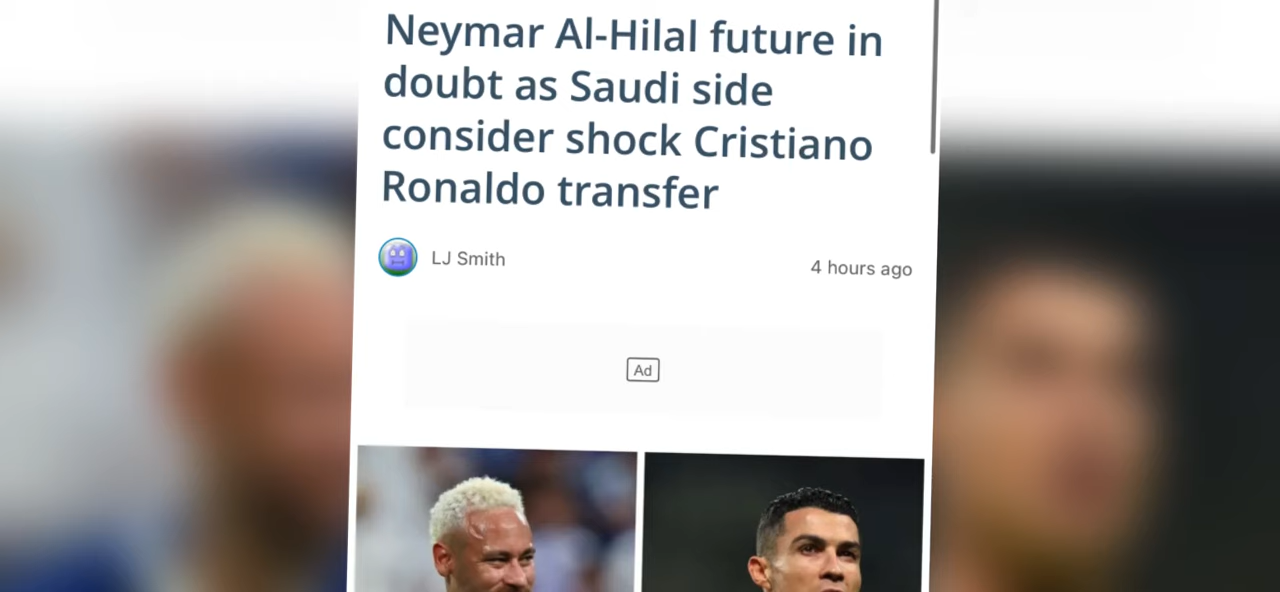 Neymar Al-Hilal future in
doubt as Saudi side
consider shock Cristiano
Ronaldo transfer
LJ Smith
4 hours ago
Ad